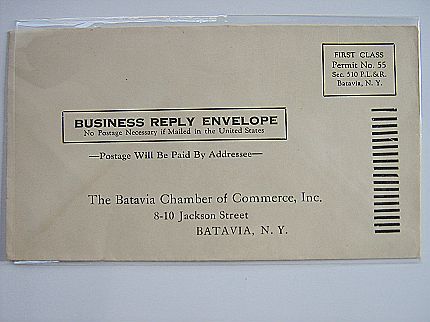 FIRST CLASS
Permit No. 55
Sec. 510 P.L.&R.
Batavia, N. Y.
BUSINESS REPLY ENVELOPE
No Postage Necessary if Mailed in the United States
—Postage Will Be Paid By Addressee—
The Batavia Chamber of Commerce, Inc.
8-10 Jackson Street
BATAVIA, N. Y.